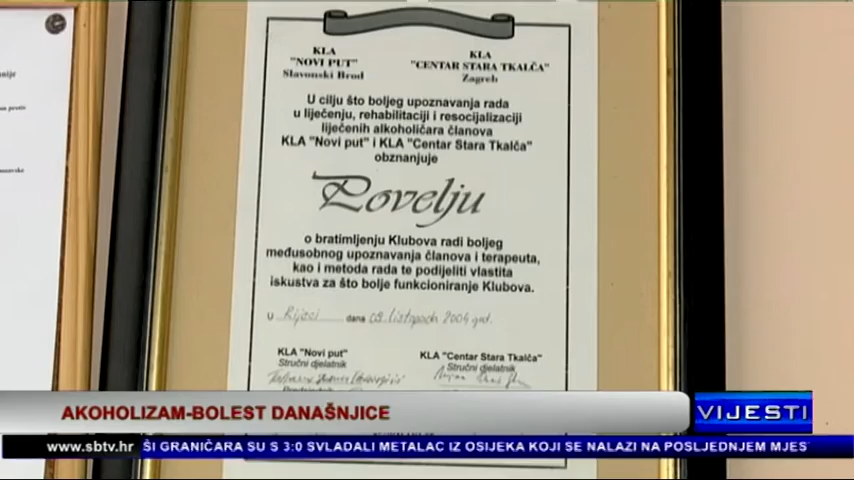 KLA
"NOVI PUT"
Slavonski Brod
KLA
"CENTAR STARA TKALČA"
Zagreb
U cilju što boljeg upoznavanja rada
u liječenju, rehabilitaciji i resocijalizaciji
liječenih alkoholičara članova
KLA "Novi put" i KLA "Centar Stara Tkalča"
obznanjuje
Povelju
o bratimljenju Klubova radi boljeg
međusobnog upoznavanja članova i terapeuta,
kao i metoda rada te podijeliti vlastita
iskustva za što bolje funkcioniranje Klubova.
U Rijeci dana 09 listopada 2004 god.
KLA "Novi put"
Stručni djelatnik
KLA "Centar Stara Tkalča"
Stručni djelatnik
AKOHOLIZAM-BOLEST DANAŠNJICE
VIJESTI
www.sbtv.hr
ŠI GRANIČARA SU S 3:0 SVLADALI METALAC IZ OSIJEKA KOJI SE NALAZI NA POSLJEDNJEM MJES